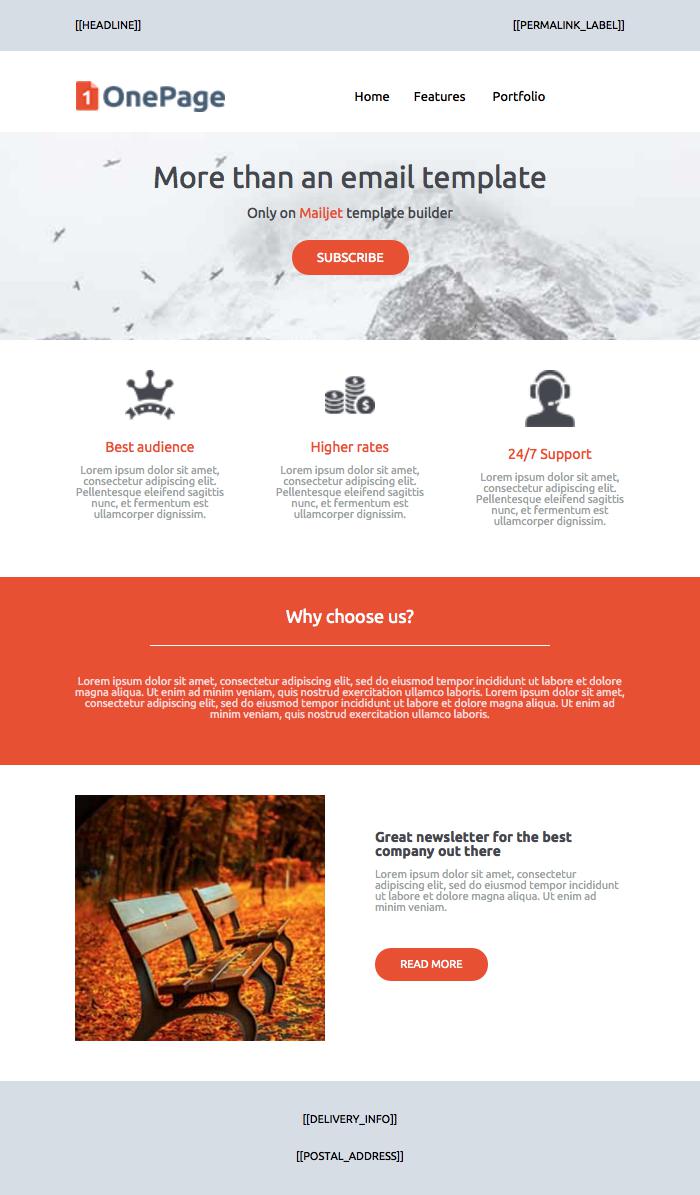 [[HEADLINE]]
[[PERMALINK_LABEL]]
1 OnePage
Home
Features
Portfolio
More than an email template
Only on Mailjet template builder
SUBSCRIBE
Best audience
Lorem ipsum dolor sit amet,
consectetur adipiscing elit.
Pellentesque eleifend sagittis
nunc, et fermentum est
ullamcorper dignissim.
Higher rates
Lorem ipsum dolor sit amet,
consectetur adipiscing elit.
Pellentesque eleifend sagittis
nunc, et fermentum est
ullamcorper dignissim.
24/7 Support
Lorem ipsum dolor sit amet,
consectetur adipiscing elit.
Pellentesque eleifend sagittis
nunc, et fermentum est
ullamcorper dignissim.
Why choose us?
Lorem ipsum dolor sit amet, consectetur adipiscing elit, sed do eiusmod tempor incididunt ut labore et dolore
magna aliqua. Ut enim ad minim veniam, quis nostrud exercitation ullamco laboris. Lorem ipsum dolor sit amet,
consectetur adipiscing elit, sed do eiusmod tempor incididunt ut labore et dolore magna aliqua. Ut enim ad
minim veniam, quis nostrud exercitation ullamco laboris.
Great newsletter for the best
company out there
Lorem ipsum dolor sit amet, consectetur
adipiscing elit, sed do eiusmod tempor incididunt
ut labore et dolore magna aliqua. Ut enim ad
minim veniam.
READ MORE
[[DELIVERY_INFO]]
[[POSTAL_ADDRESS]]